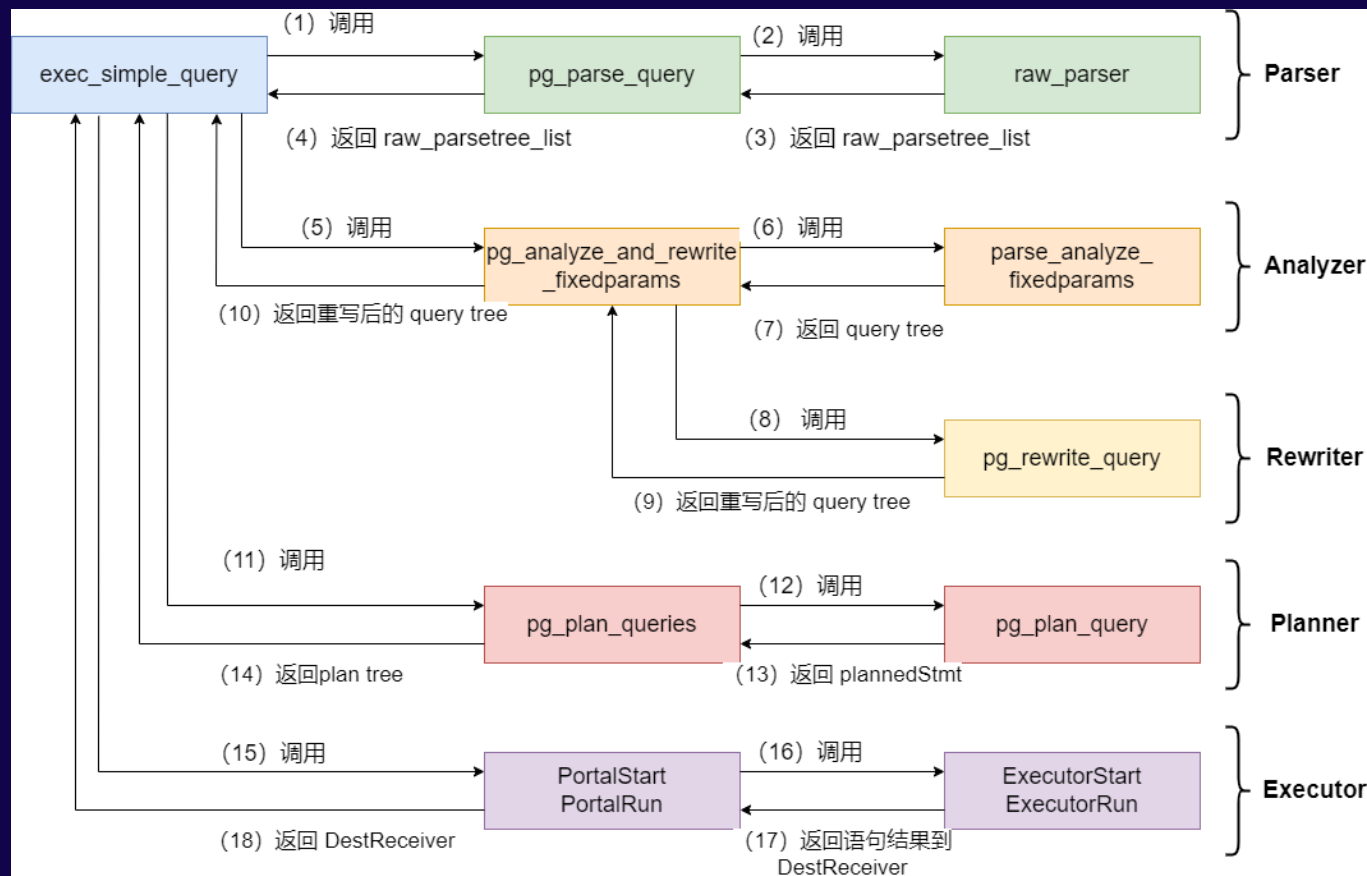 （1）调用
（2）调用
exec_simple_query
pg_parse_query
raw_parser
Parser
（4）返回 raw_parsetree_list
（3）返回 raw_parsetree_list
（5）调用
（6）调用
pg_analyze_and_rewrite
_fixedparams
parse_analyze_
fixedparams
Analyzer
（10）返回重写后的 query tree
（7）返回 query tree
（8） 调用
pg_rewrite_query
Rewriter
（9）返回重写后的 query tree
（11）调用
（12）调用
pg_plan_queries
pg_plan_query
Planner
（14）返回plan tree
（13）返回 plannedStmt
（15）调用
（16）调用
PortalStart
PortalRun
ExecutorStart
ExecutorRun
Executor
（18）返回 DestReceiver
（17）返回语句结果到
DestReceiver